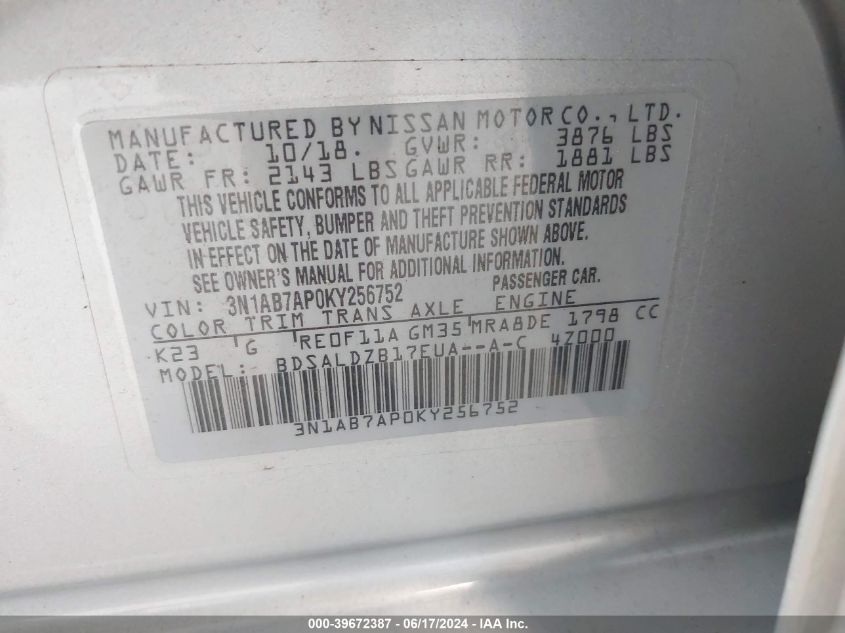 MANUFACTURED BY NISSAN MOTOR CO., LTD.
DATE: 10/18. GVWR: 3876 LBS
GAWR FR: 2143 LBS GAWR RR: 1881 LBS
THIS VEHICLE CONFORMS TO ALL APPLICABLE FEDERAL MOTOR
VEHICLE SAFETY, BUMPER AND THEFT PREVENTION STANDARDS
IN EFFECT ON THE DATE OF MANUFACTURE SHOWN ABOVE.
SEE OWNER'S MANUAL FOR ADDITIONAL INFORMATION.
VIN: 3N1AB7AP0KY256752 PASSENGER CAR.
COLOR TRIM TRANS AXLE ENGINE
K23 G RE0F11A GM35 MRA8DE 1798 CC
MODEL: BDSALDZB17EUA--A-C 4Z000
3N1AB7AP0KY256752
000-39672387 - 06/17/2024 - IAAI Inc.